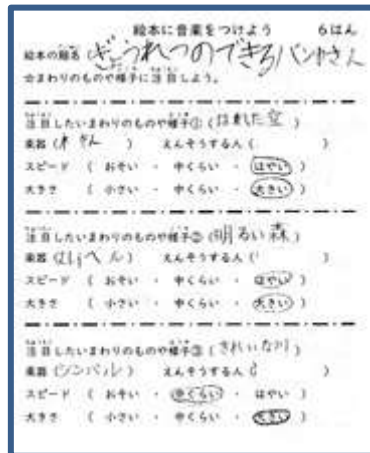 絵本に音楽をつけよう 6はん
絵本の題名(ぎょうれつのできるパンやさん
☆まわりのものや様子に注目しよう。
注目したいまわりのものや様子①(はれた空)
楽器(木きん) えんそうする人( )
スピード ( おそい ・ 中くらい ・ はやい )
大きさ ( 小さい ・ 中くらい ・ 大きい )
注目したいまわりのものや様子②(明るい森)
楽器( ベル) えんそうする人( )
スピード ( おそい ・ 中くらい ・ はやい )
大きさ ( 小さい ・ 中くらい ・ 大きい )
注目したいまわりのものや様子③(きれいな川)
楽器(シンバル) えんそうする人( )
スピード ( おそい ・ 中くらい ・ はやい )
大きさ ( 小さい ・ 中くらい ・ 大きい )